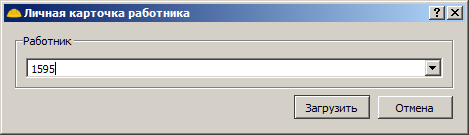 Личная карточка работника
Работник
1595
Загрузить Отмена